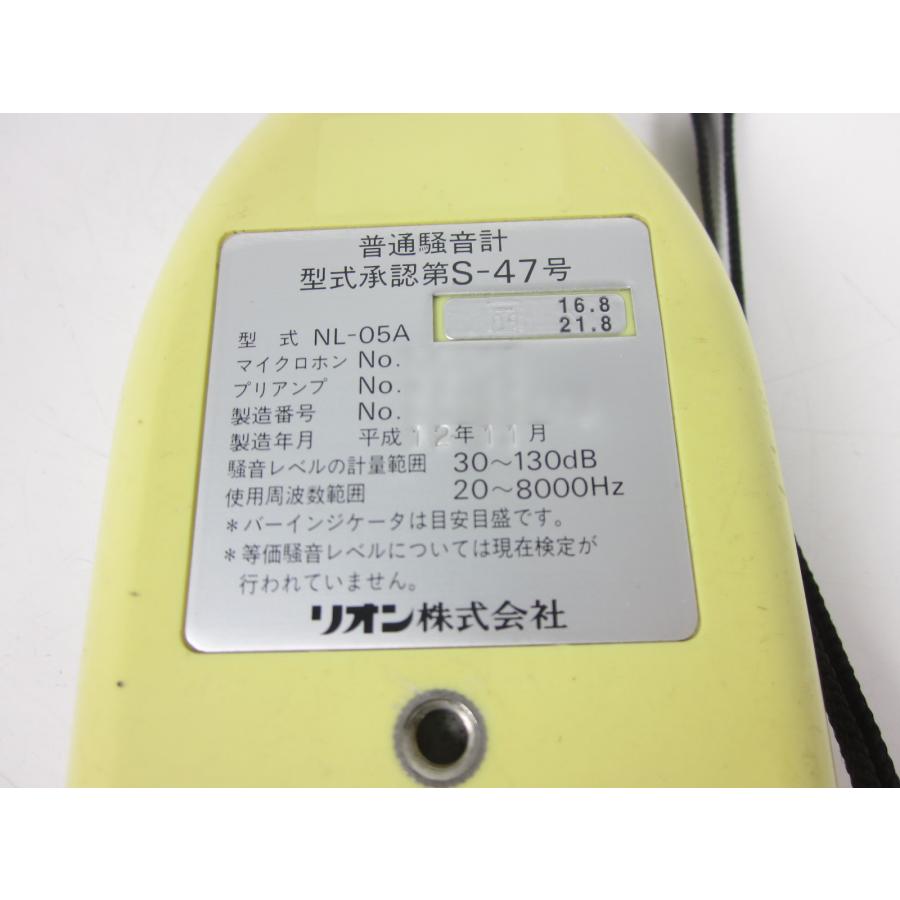 普通騒音計
型式承認第S-47号
16.8
21.8
型 式 NL-05A
マイクロホン No.
プリアンプ No.
製造番号 No.
製造年月 平成12年11月
騒音レベルの計量範囲 30～130dB
使用周波数範囲 20～8000Hz
*バーインジケータは目安目盛です。
*等価騒音レベルについては現在検定が
行われていません。
リオン株式会社